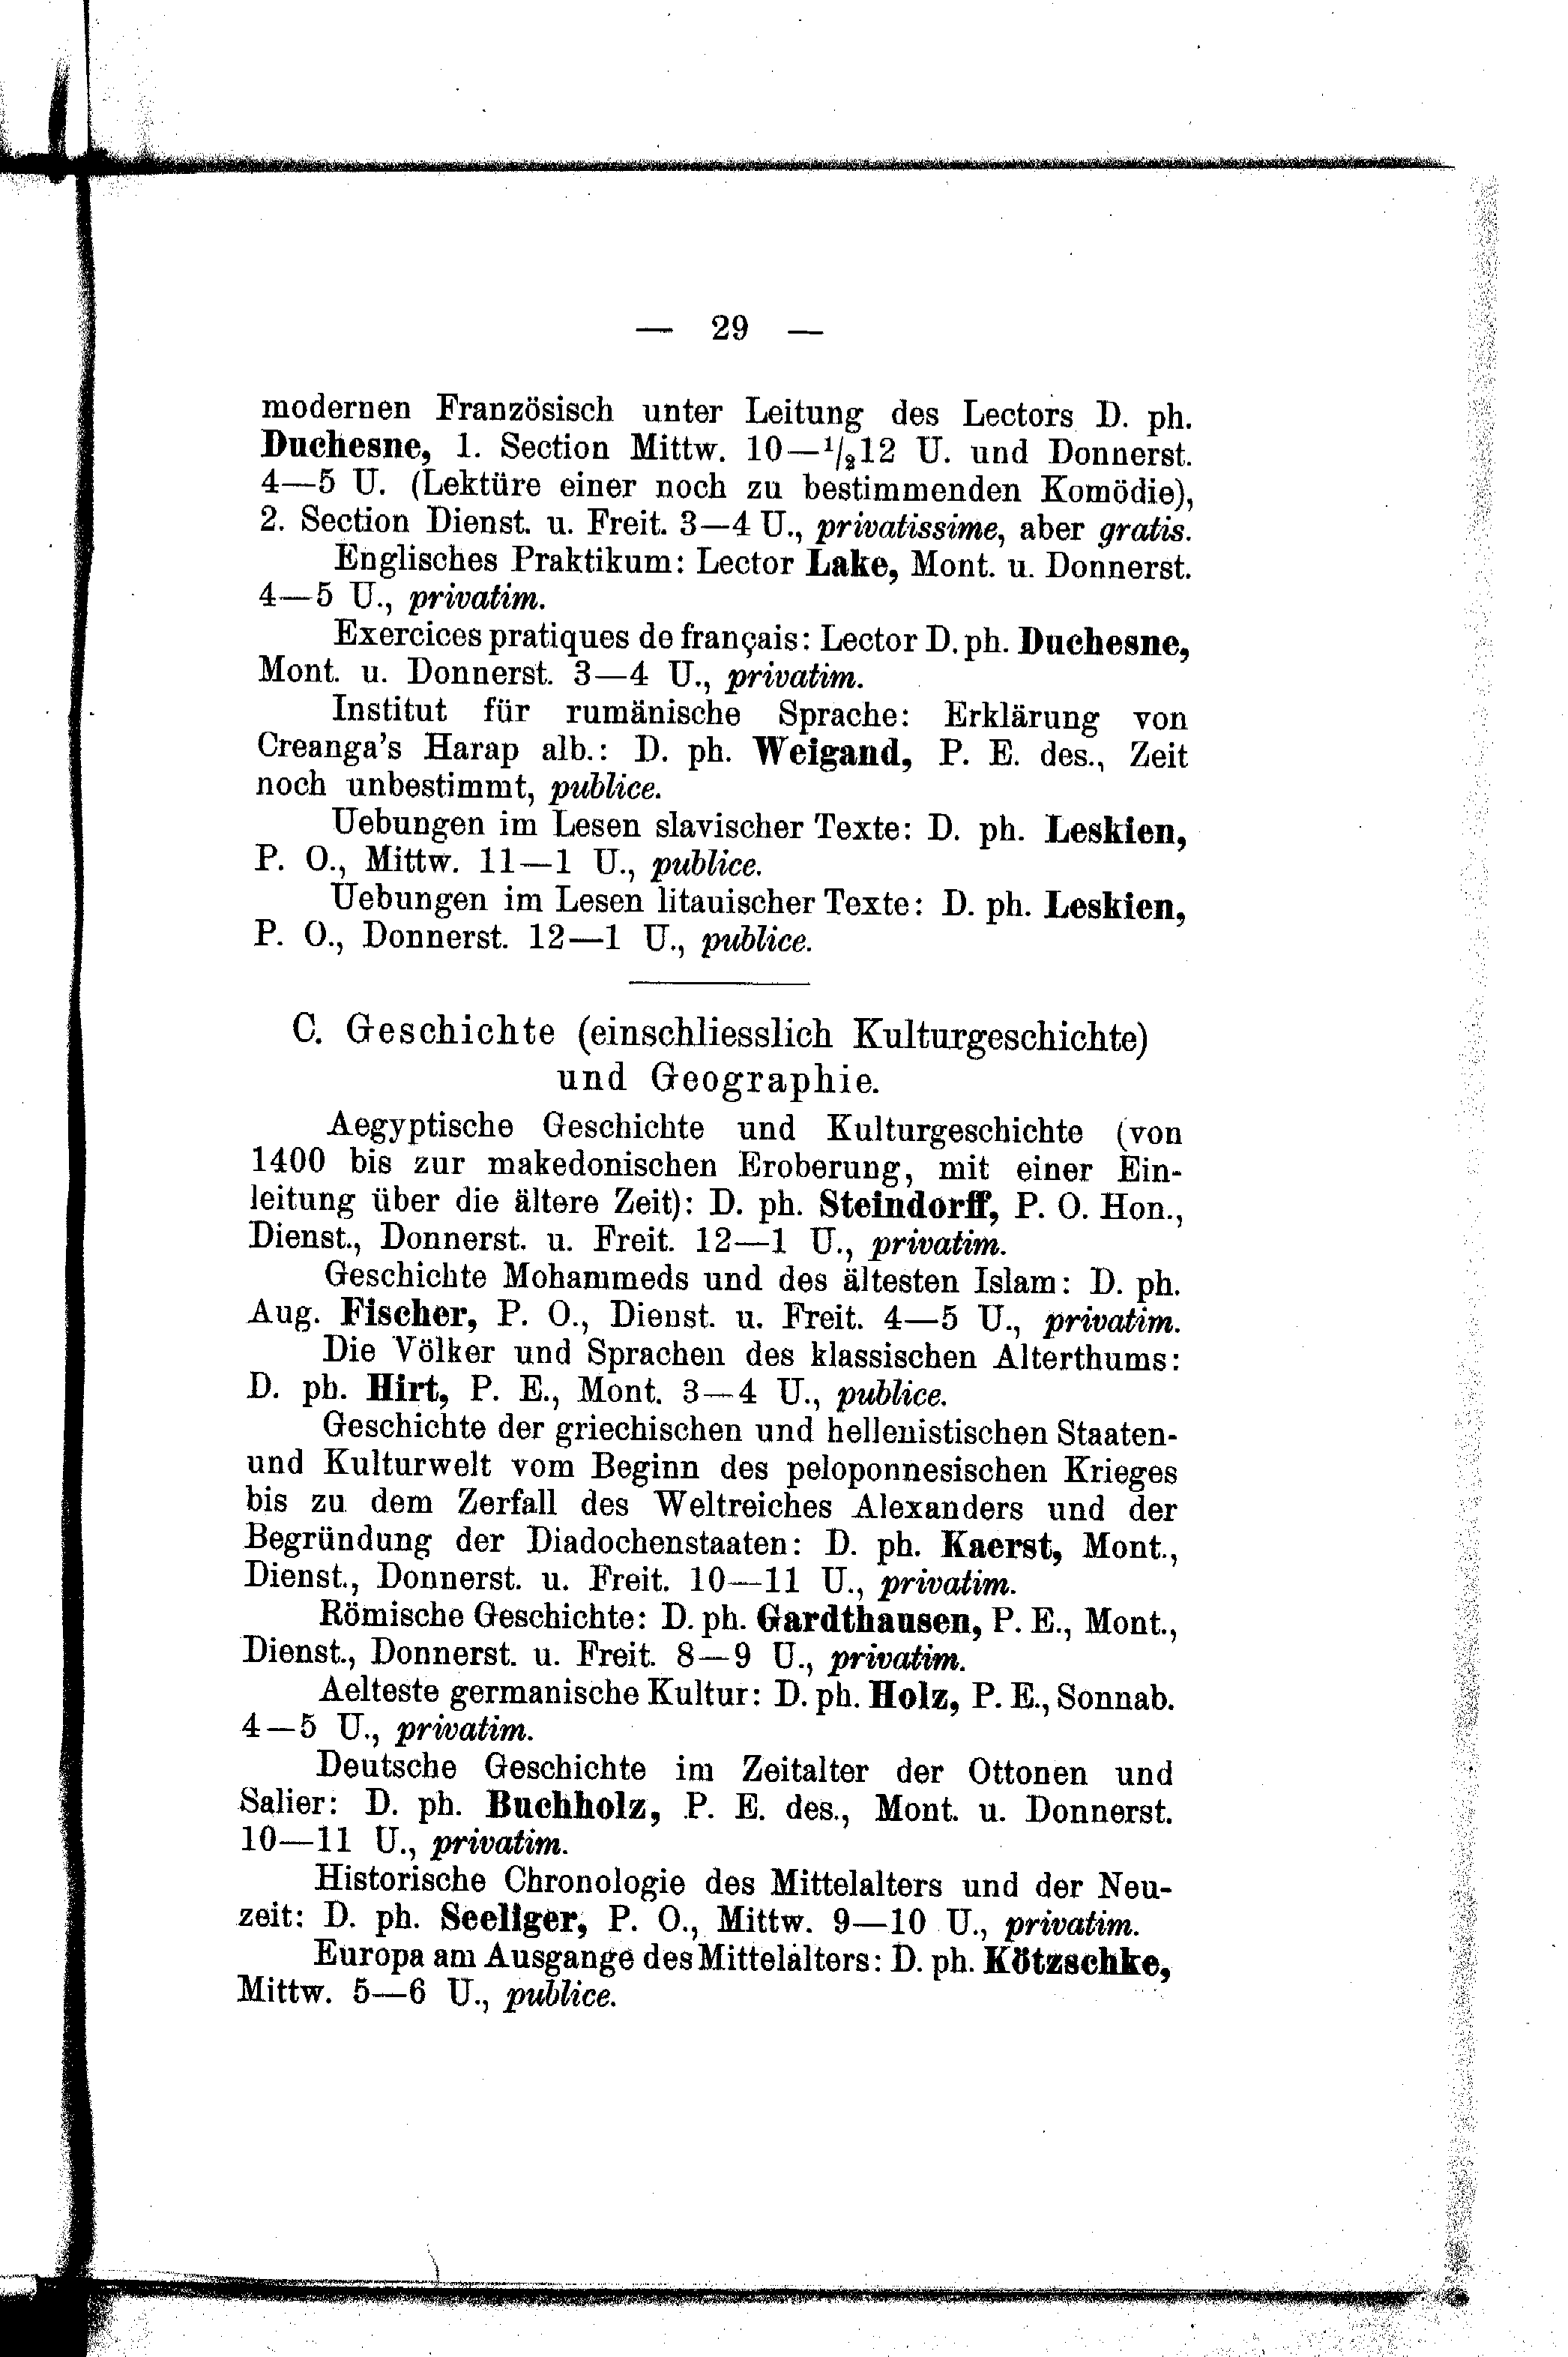 — 29 —
modernen Französisch unter Leitung des Lectors D. ph.
Duchesne, 1. Section Mittw. 10—1/212 U. und Donnerst.
4—5 U. (Lektüre einer noch zu bestimmenden Komödie),
2. Section Dienst. u. Freit. 3—4 U., privatissime, aber gratis.
Englisches Praktikum: Lector Lake, Mont. u. Donnerst.
4—5 U., privatim.
Exercices pratiques de français: Lector D. ph. Duchesne,
Mont. u. Donnerst. 3—4 U., privatim.
Institut für rumänische Sprache: Erklärung von
Creanga's Harap alb.: D. ph. Weigand, P. E. des., Zeit
noch unbestimmt, publice.
Uebungen im Lesen slavischer Texte: D. ph. Leskien,
P. O., Mittw. 11—1 U., publice.
Uebungen im Lesen litauischer Texte: D. ph. Leskien,
P. O., Donnerst. 12—1 U., publice.
C. Geschichte (einschliesslich Kulturgeschichte)
und Geographie.
Aegyptische Geschichte und Kulturgeschichte (von
1400 bis zur makedonischen Eroberung, mit einer Ein-
leitung über die ältere Zeit): D. ph. Steindorff, P. O. Hon.,
Dienst., Donnerst. u. Freit. 12—1 U., privatim.
Geschichte Mohammeds und des ältesten Islam: D. ph.
Aug. Fischer, P. O., Dienst. u. Freit. 4—5 U., privatim.
Die Völker und Sprachen des klassischen Alterthums:
D. ph. Hirt, P. E., Mont. 3—4 U., publice.
Geschichte der griechischen und hellenistischen Staaten-
und Kulturwelt vom Beginn des peloponnesischen Krieges
bis zu dem Zerfall des Weltreiches Alexanders und der
Begründung der Diadochenstaaten: D. ph. Kaerst, Mont.,
Dienst., Donnerst. u. Freit. 10—11 U., privatim.
Römische Geschichte: D. ph. Gardthausen, P. E., Mont.,
Dienst., Donnerst. u. Freit. 8—9 U., privatim.
Aelteste germanische Kultur: D. ph. Holz, P. E., Sonnab.
4—5 U., privatim.
Deutsche Geschichte im Zeitalter der Ottonen und
Salier: D. ph. Buchholz, P. E. des., Mont. u. Donnerst.
10—11 U., privatim.
Historische Chronologie des Mittelalters und der Neu-
zeit: D. ph. Seeliger, P. O., Mittw. 9—10 U., privatim.
Europa am Ausgange des Mittelalters: D. ph. Kötzschke,
Mittw. 5—6 U., publice.